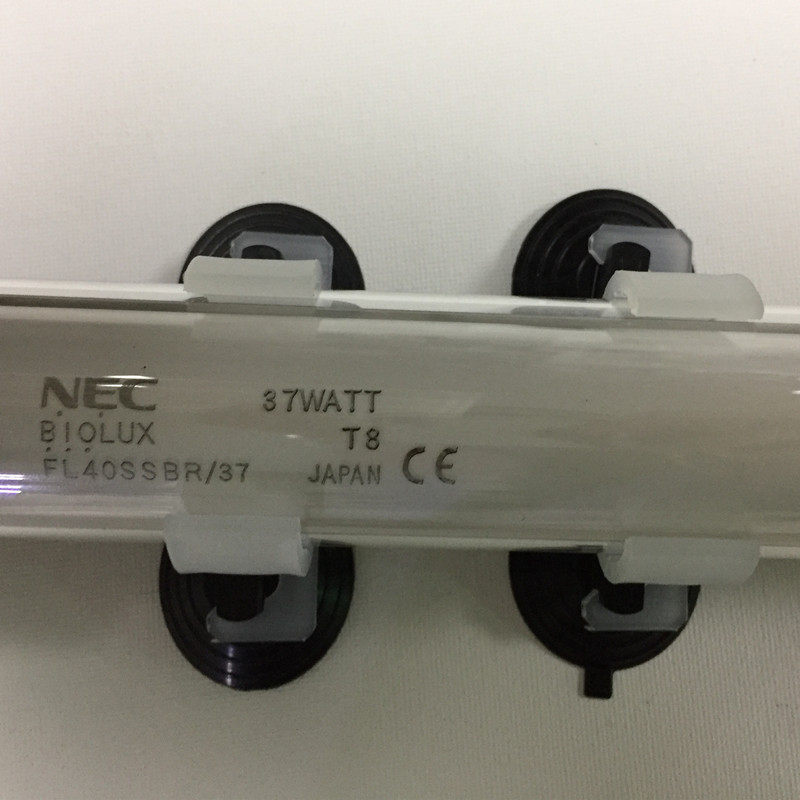 NEC 37WATT
BIOLUX T8
FL40SSBR/37 JAPAN CE